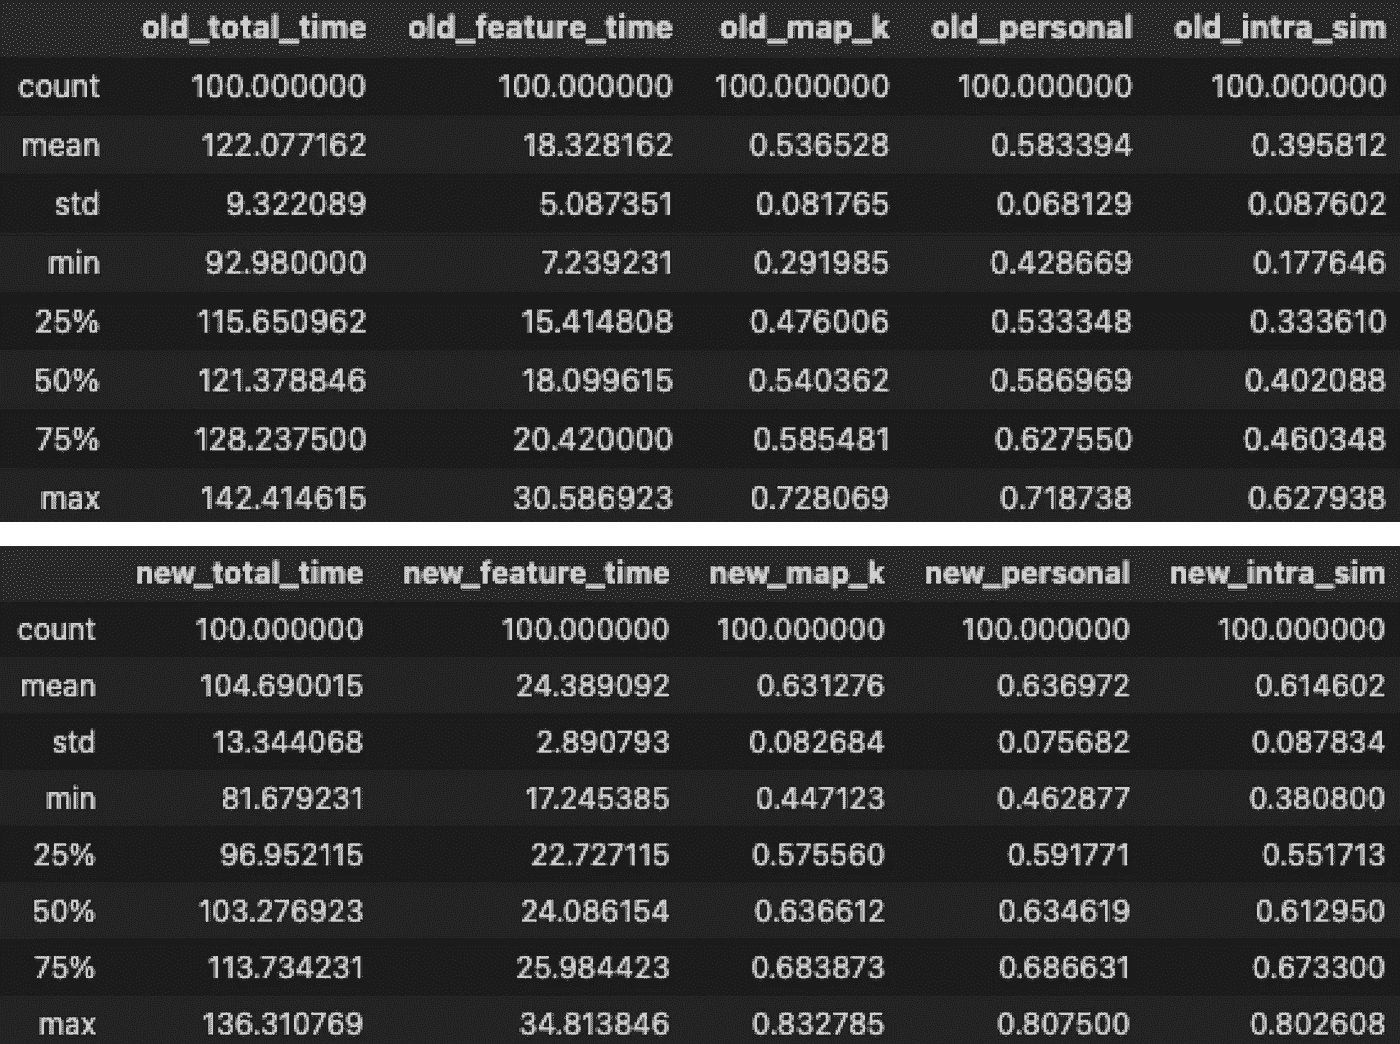 old_total_time old_feature_time old_map_k old_personal old_intra_sim
count 100.000000 100.000000 100.000000 100.000000 100.000000
mean 122.077162 18.328162 0.536528 0.583394 0.395812
std 9.322089 5.087351 0.081765 0.068129 0.087602
min 92.980000 7.239231 0.291985 0.428669 0.177646
25% 115.650962 15.414808 0.476006 0.533348 0.333610
50% 121.378846 18.099615 0.540362 0.586969 0.402088
75% 128.237500 20.420000 0.585481 0.627550 0.460348
max 142.414615 30.586923 0.728069 0.718738 0.627938
new_total_time new_feature_time new_map_k new_personal new_intra_sim
count 100.000000 100.000000 100.000000 100.000000 100.000000
mean 104.690015 24.389092 0.631276 0.636972 0.614602
std 13.344068 2.890793 0.082684 0.075682 0.087834
min 81.679231 17.245385 0.447123 0.462877 0.380800
25% 96.952115 22.727115 0.575560 0.591771 0.551713
50% 103.276923 24.086154 0.636612 0.634619 0.612950
75% 113.734231 25.984423 0.683873 0.686631 0.673300
max 136.310769 34.813846 0.832785 0.807500 0.802608